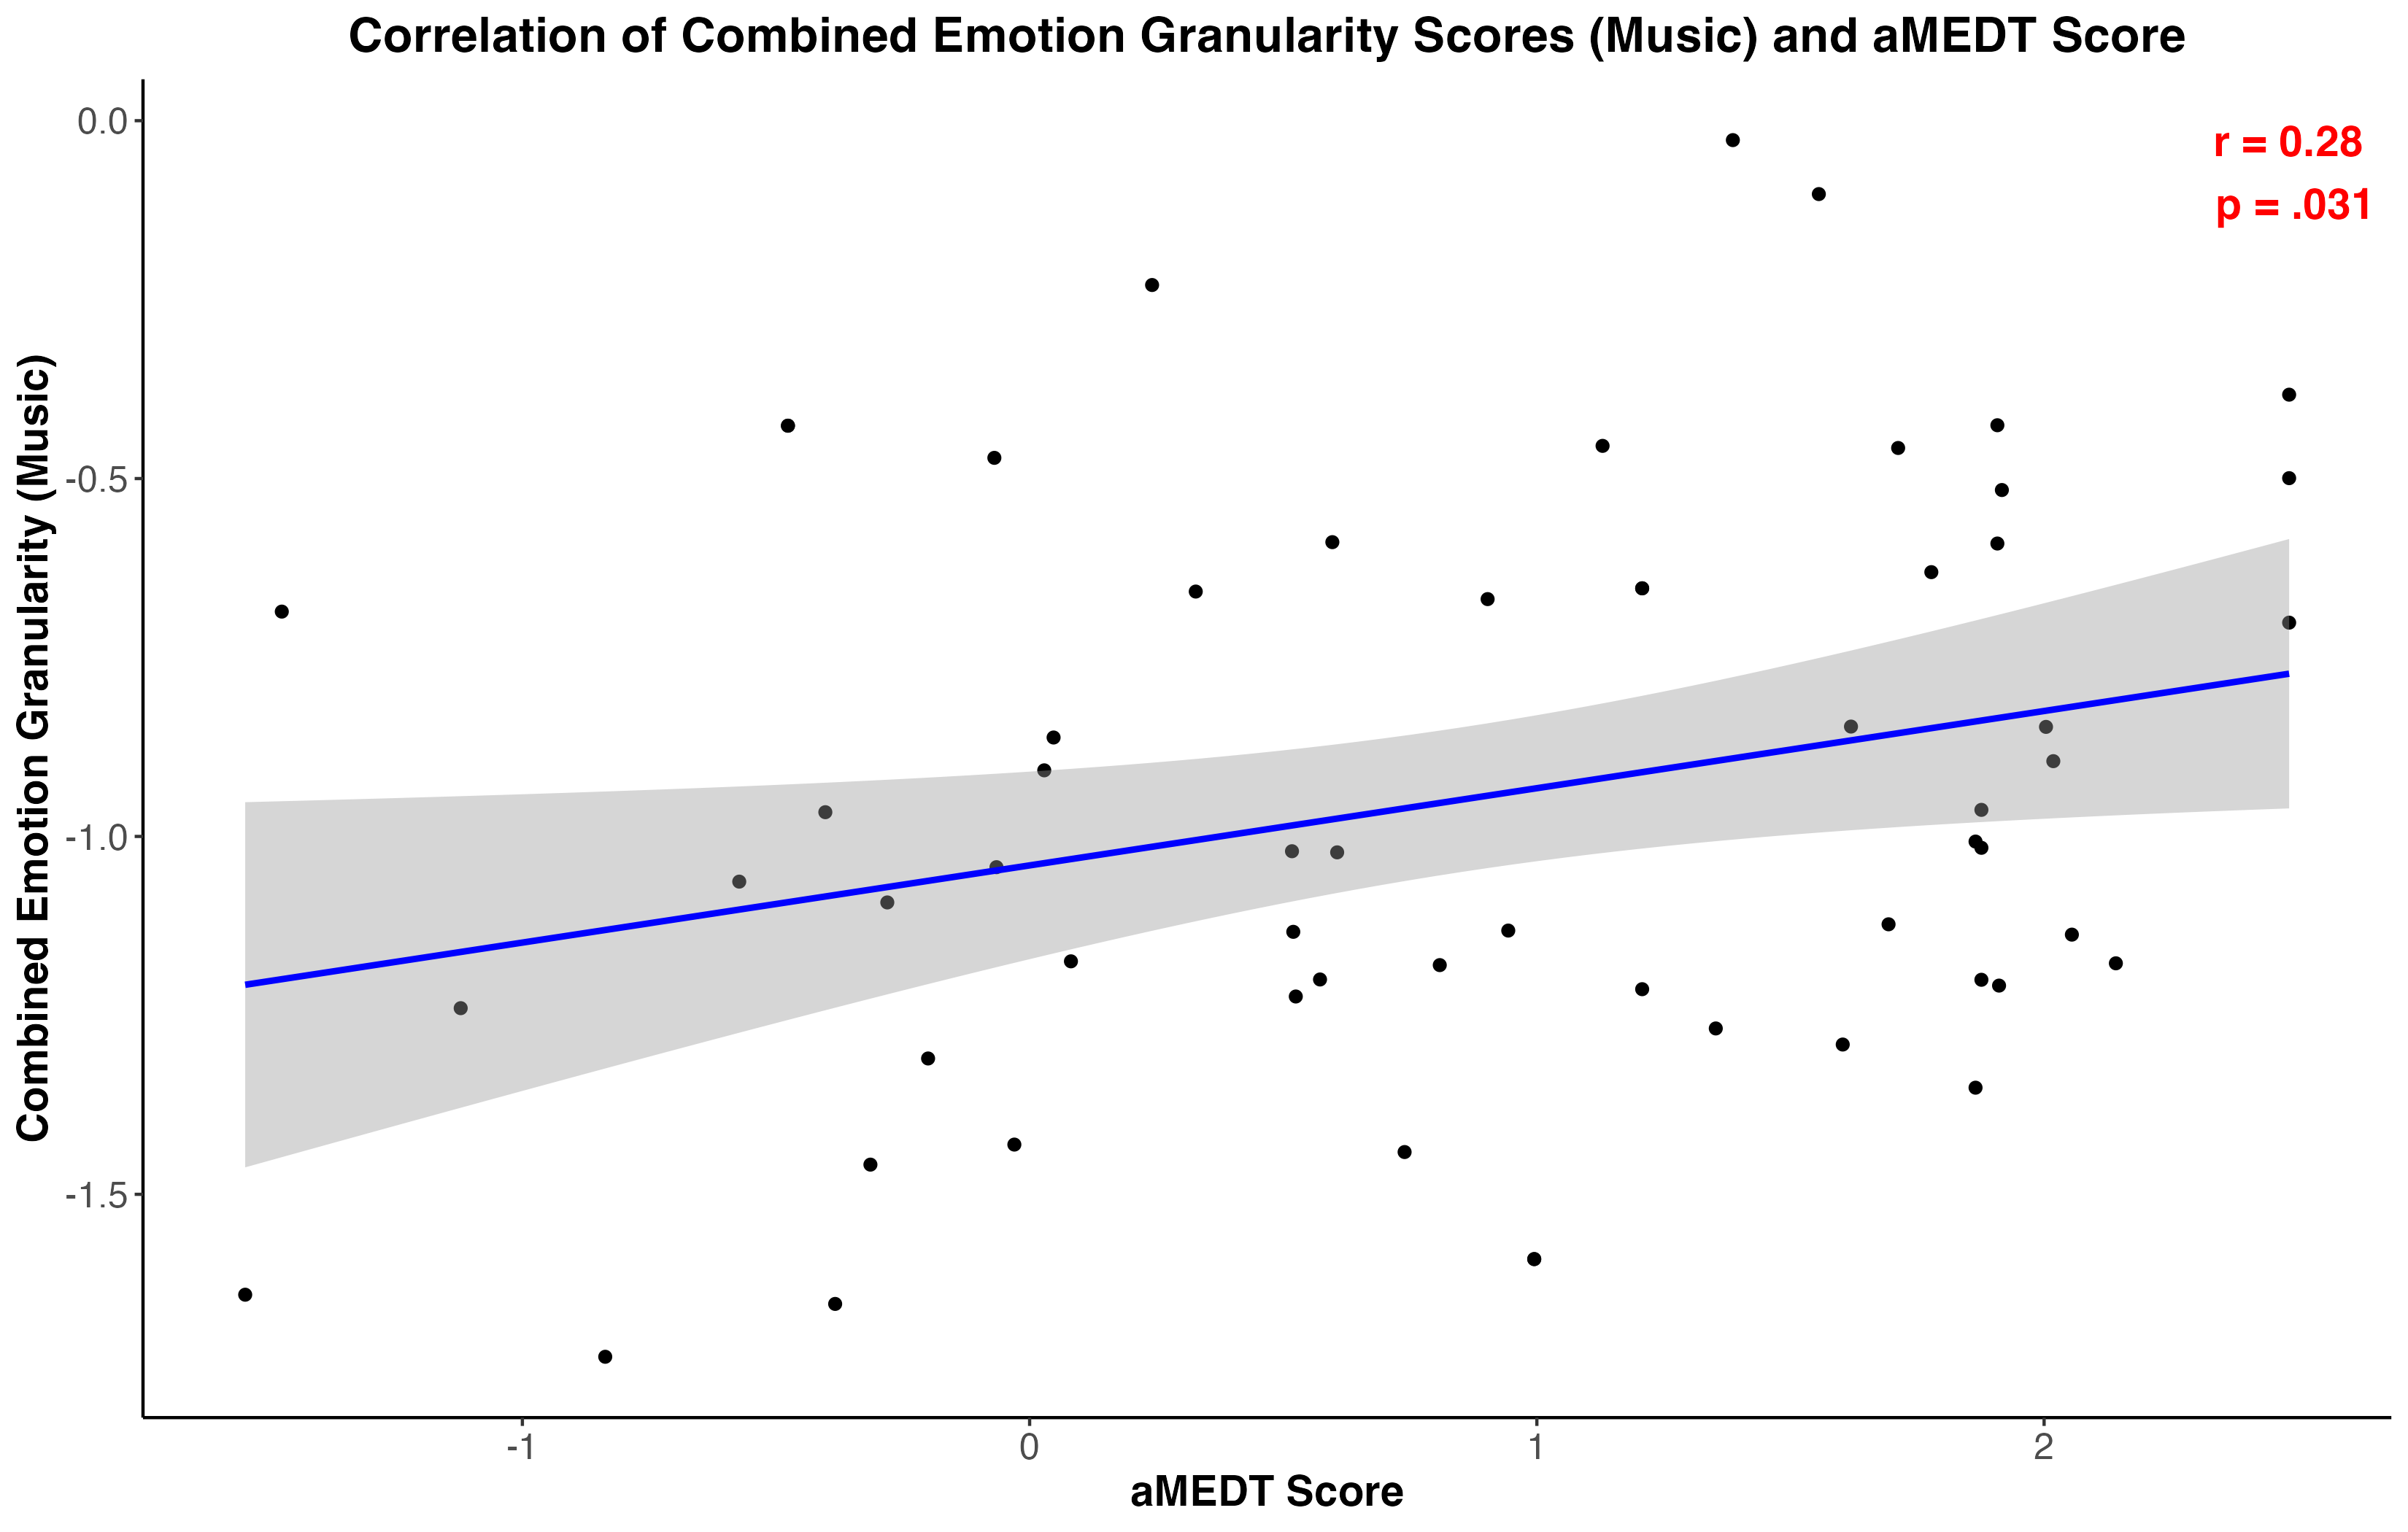 Correlation of Combined Emotion Granularity Scores (Music) and aMEDT Score
r = 0.28
p = .031
Combined Emotion Granularity (Music)
0.0
-0.5
-1.0
-1.5
-1
0
1
2
aMEDT Score